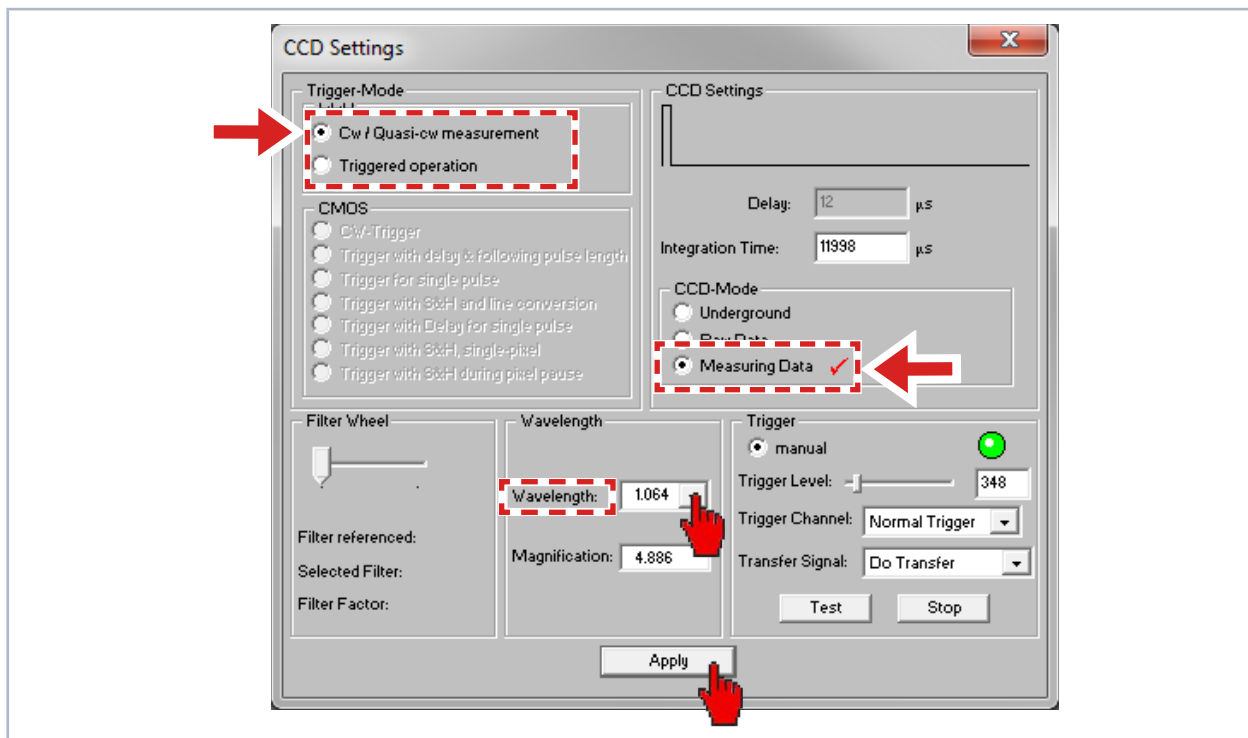 CCD Settings
Trigger-Mode
Cw / Quasi-cw measurement
Triggered operation
CMOS
CW-Trigger
Trigger with delay & following pulse length
Trigger for single pulse
Trigger with S&H and line conversion
Trigger with Delay for single pulse
Trigger with S&H, single-pixel
Trigger with S&H during pixel pause
CCD Settings
Delay: 12 µs
Integration Time: 11998 µs
CCD-Mode
Underground
Raw Data
Measuring Data
Filter Wheel
Filter referenced:
Selected Filter:
Filter Factor:
Wavelength
Wavelength: 1.064
Magnification: 4.886
Trigger
manual
Trigger Level: 348
Trigger Channel: Normal Trigger
Transfer Signal: Do Transfer
Test Stop
Apply